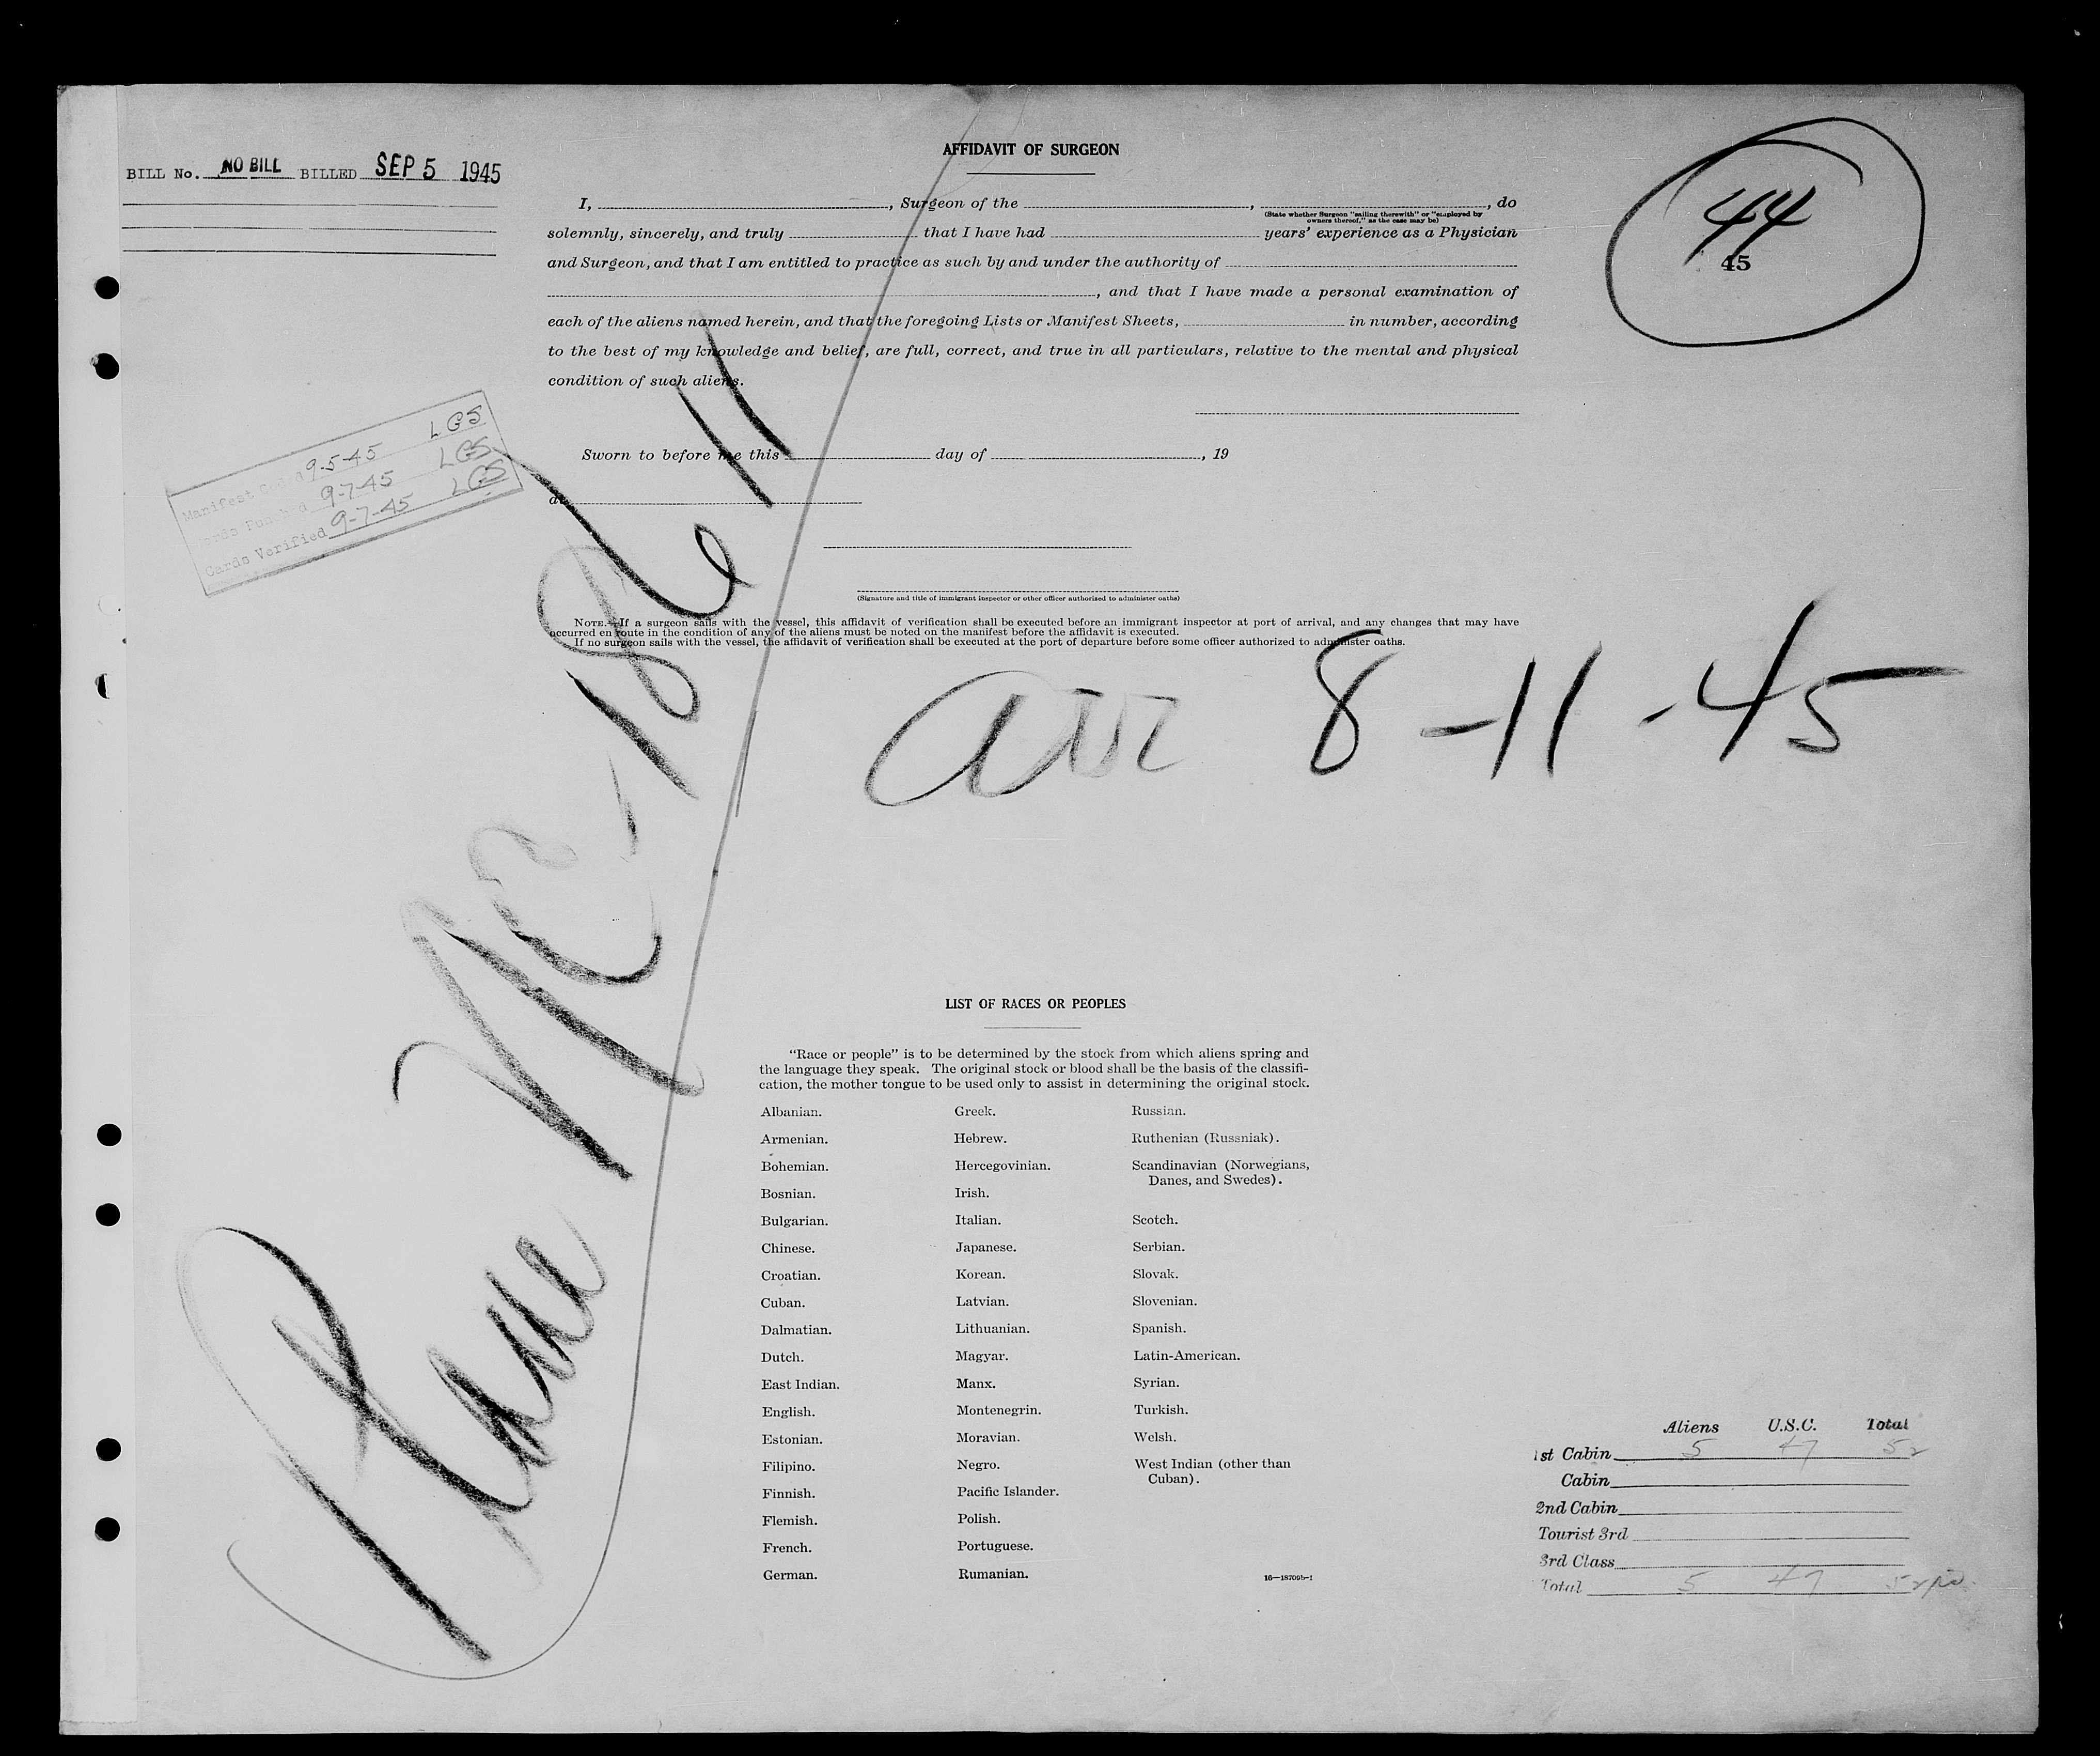 AFFIDAVIT OF SURGEON
BILL No. NO BILL BILLED SEP 5 1945
44
45
I, , Surgeon of the , , do
(State whether Surgeon "sailing therewith" or "employed by
owners thereof," as the case may be)
solemnly, sincerely, and truly that I have had years' experience as a Physician
and Surgeon, and that I am entitled to practice as such by and under the authority of
, and that I have made a personal examination of
each of the aliens named herein, and that the foregoing Lists or Manifest Sheets, in number, according
to the best of my knowledge and belief, are full, correct, and true in all particulars, relative to the mental and physical
condition of such aliens.
Manifest 9-5-45 LGS
9-7-45 LGS
Cards Verified 9-7-45 LGS
Sworn to before me this day of , 19
at
(Signature and title of immigrant inspector or other officer authorized to administer oaths)
NOTE.—If a surgeon sails with the vessel, this affidavit of verification shall be executed before an immigrant inspector at port of arrival, and any changes that may have
occurred en route in the condition of any of the aliens must be noted on the manifest before the affidavit is executed.
If no surgeon sails with the vessel, the affidavit of verification shall be executed at the port of departure before some officer authorized to administer oaths.
Plane NC-18611
arr 8-11-45
LIST OF RACES OR PEOPLES
"Race or people" is to be determined by the stock from which aliens spring and
the language they speak. The original stock or blood shall be the basis of the classifi-
cation, the mother tongue to be used only to assist in determining the original stock.
Albanian.
Armenian.
Bohemian.
Bosnian.
Bulgarian.
Chinese.
Croatian.
Cuban.
Dalmatian.
Dutch.
East Indian.
English.
Estonian.
Filipino.
Finnish.
Flemish.
French.
German.
Greek.
Hebrew.
Hercegovinian.
Irish.
Italian.
Japanese.
Korean.
Latvian.
Lithuanian.
Magyar.
Manx.
Montenegrin.
Moravian.
Negro.
Pacific Islander.
Polish.
Portuguese.
Rumanian.
Russian.
Ruthenian (Russniak).
Scandinavian (Norwegians,
Danes, and Swedes).
Scotch.
Serbian.
Slovak.
Slovenian.
Spanish.
Latin-American.
Syrian.
Turkish.
Welsh.
West Indian (other than
Cuban).
16—18709b-1
Aliens U.S.C. Total
1st Cabin 5 47 52
Cabin
2nd Cabin
Tourist 3rd
3rd Class
Total 5 47 52